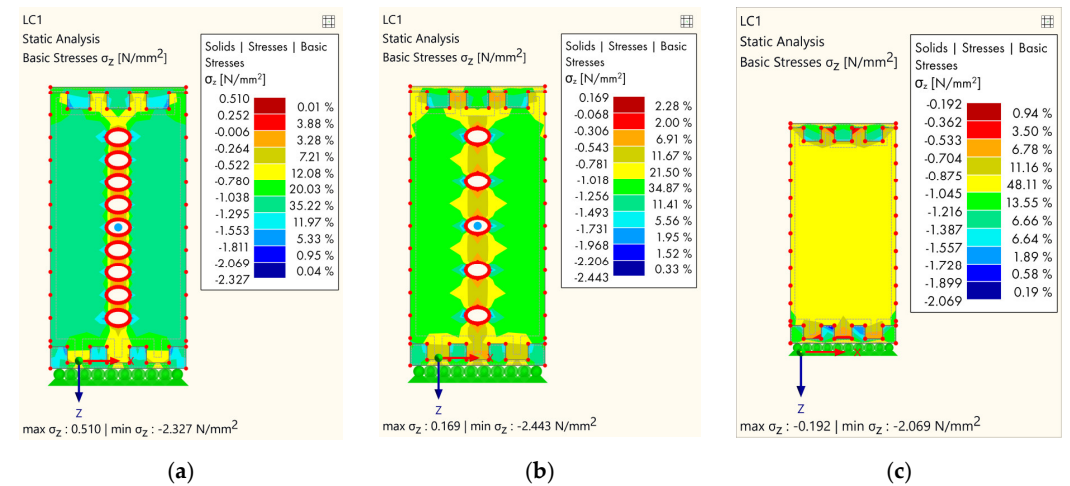 LC1
Static Analysis
Basic Stresses σz [N/mm²]
Solids | Stresses | Basic
Stresses
σz [N/mm²]
0.510
0.252
-0.006
-0.264
-0.522
-0.780
-1.038
-1.295
-1.553
-1.811
-2.069
-2.327
0.01 %
3.88 %
3.28 %
7.21 %
12.08 %
20.03 %
35.22 %
11.97 %
5.33 %
0.95 %
0.04 %
X
Z
max σz : 0.510 | min σz : -2.327 N/mm²
(a)
LC1
Static Analysis
Basic Stresses σz [N/mm²]
Solids | Stresses | Basic
Stresses
σz [N/mm²]
0.169
-0.068
-0.306
-0.543
-0.781
-1.018
-1.256
-1.493
-1.731
-1.968
-2.206
-2.443
2.28 %
2.00 %
6.91 %
11.67 %
21.50 %
34.87 %
11.41 %
5.56 %
1.95 %
1.52 %
0.33 %
X
Z
max σz : 0.169 | min σz : -2.443 N/mm²
(b)
LC1
Static Analysis
Basic Stresses σz [N/mm²]
Solids | Stresses | Basic
Stresses
σz [N/mm²]
-0.192
-0.362
-0.533
-0.704
-0.875
-1.045
-1.216
-1.387
-1.557
-1.728
-1.899
-2.069
0.94 %
3.50 %
6.78 %
11.16 %
48.11 %
13.55 %
6.66 %
6.64 %
1.89 %
0.58 %
0.19 %
X
Z
max σz : -0.192 | min σz : -2.069 N/mm²
(c)